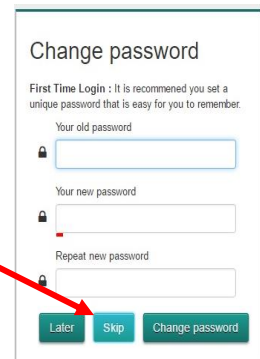 Change password
First Time Login : It is recommened you set a
unique password that is easy for you to remember.
Your old password
Your new password
Repeat new password
Later Skip Change password